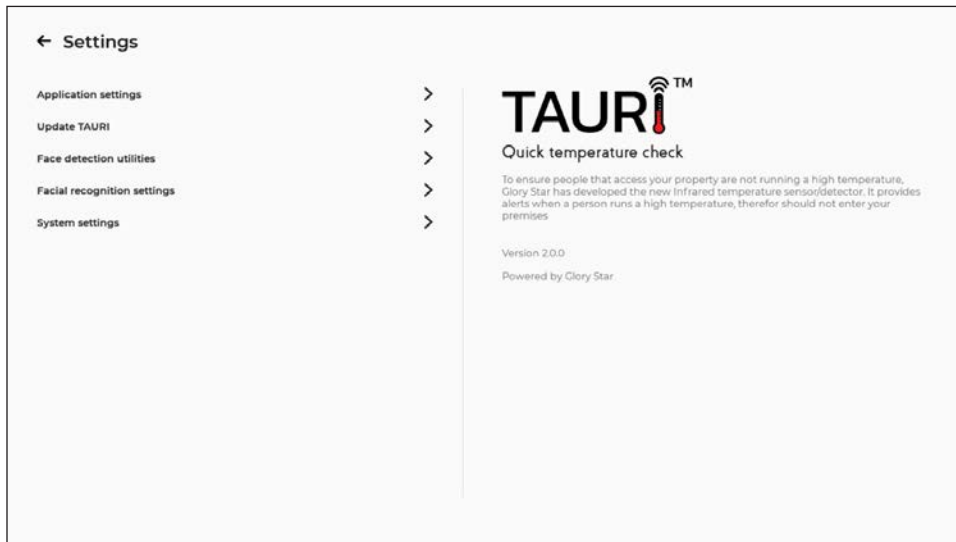 Settings
Application settings
Update TAURI
Face detection utilities
Facial recognition settings
System settings
TAURI™
Quick temperature check
To ensure people that access your property are not running a high temperature,
Glory Star has developed the new Infrared temperature sensor/detector. It provides
alerts when a person runs a high temperature, therefor should not enter your
premises
Version 2.0.0
Powered by Glory Star